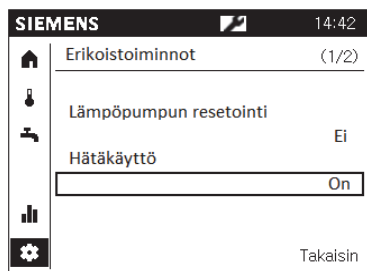 SIEMENS 14:42
Erikoistoiminnot (1/2)
Lämpöpumpun resetointi
Ei
Hätäkäyttö
On
Takaisin